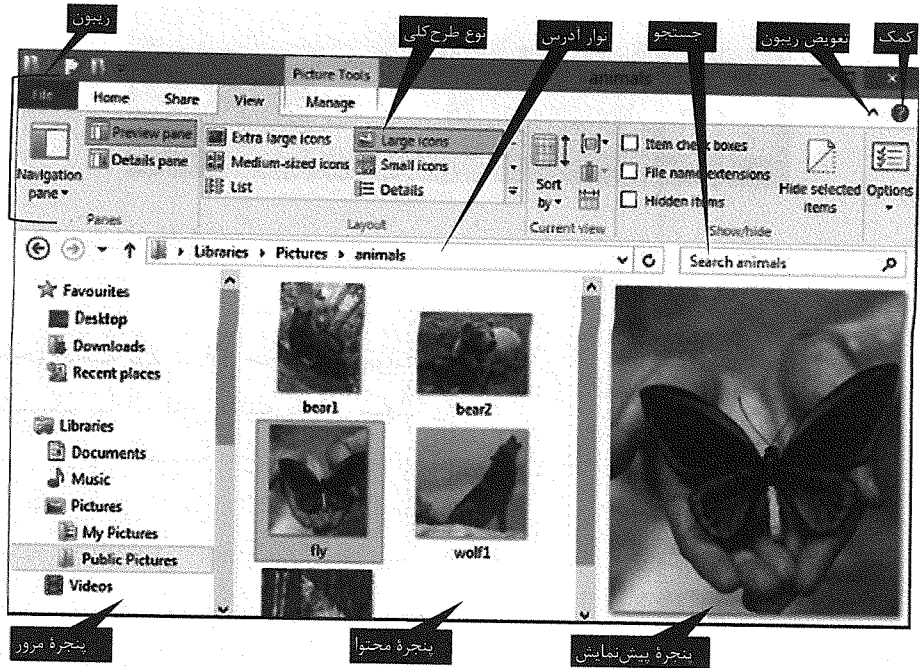 ریبون
نوع طرح‌کلی
نوار آدرس
جستجو
تعویض ریبون
کمک
Picture Tools
animals
File
Home
Share
View
Manage
Navigation pane
Preview pane
Details pane
Panes
Extra large icons
Large icons
Medium-sized icons
Small icons
List
Details
Layout
Sort by
Current view
Item check boxes
File name extensions
Hidden items
Hide selected items
Show/hide
Options
Libraries
Pictures
animals
Search animals
Favourites
Desktop
Downloads
Recent places
Libraries
Documents
Music
Pictures
My Pictures
Public Pictures
Videos
bear1
bear2
fly
wolf1
پنجرهٔ مرور
پنجرهٔ محتوا
پنجرهٔ پیش‌نمایش